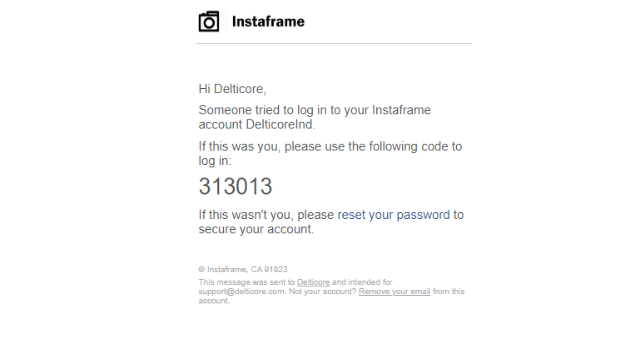 Instaframe
Hi Delticore,
Someone tried to log in to your Instaframe
account DelticoreInd.
If this was you, please use the following code to
log in:
313013
If this wasn't you, please reset your password to
secure your account.
© Instaframe, CA 91823
This message was sent to Delticore and intended for
support@delticore.com. Not your account? Remove your email from this
account.